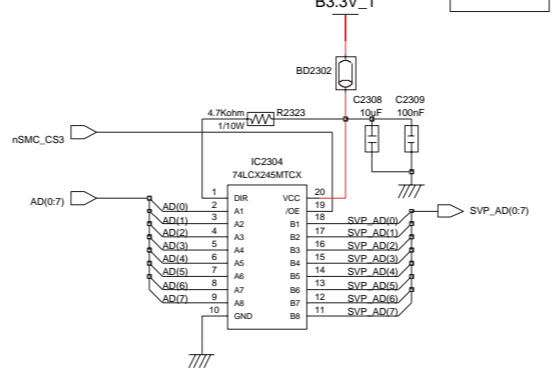 B3.3V_1
BD2302
C2308 C2309
4.7Kohm R2323 10uF 100nF
1/10W
nSMC_CS3
IC2304
74LCX245MTCX
AD(0:7) SVP_AD(0:7)
1 DIR VCC 20
AD(0) 2 A1 /OE 19
AD(1) 3 A2 B1 18 SVP_AD(0)
AD(2) 4 A3 B2 17 SVP_AD(1)
AD(3) 5 A4 B3 16 SVP_AD(2)
AD(4) 6 A5 B4 15 SVP_AD(3)
AD(5) 7 A6 B5 14 SVP_AD(4)
AD(6) 8 A7 B6 13 SVP_AD(5)
AD(7) 9 A8 B7 12 SVP_AD(6)
10 GND B8 11 SVP_AD(7)